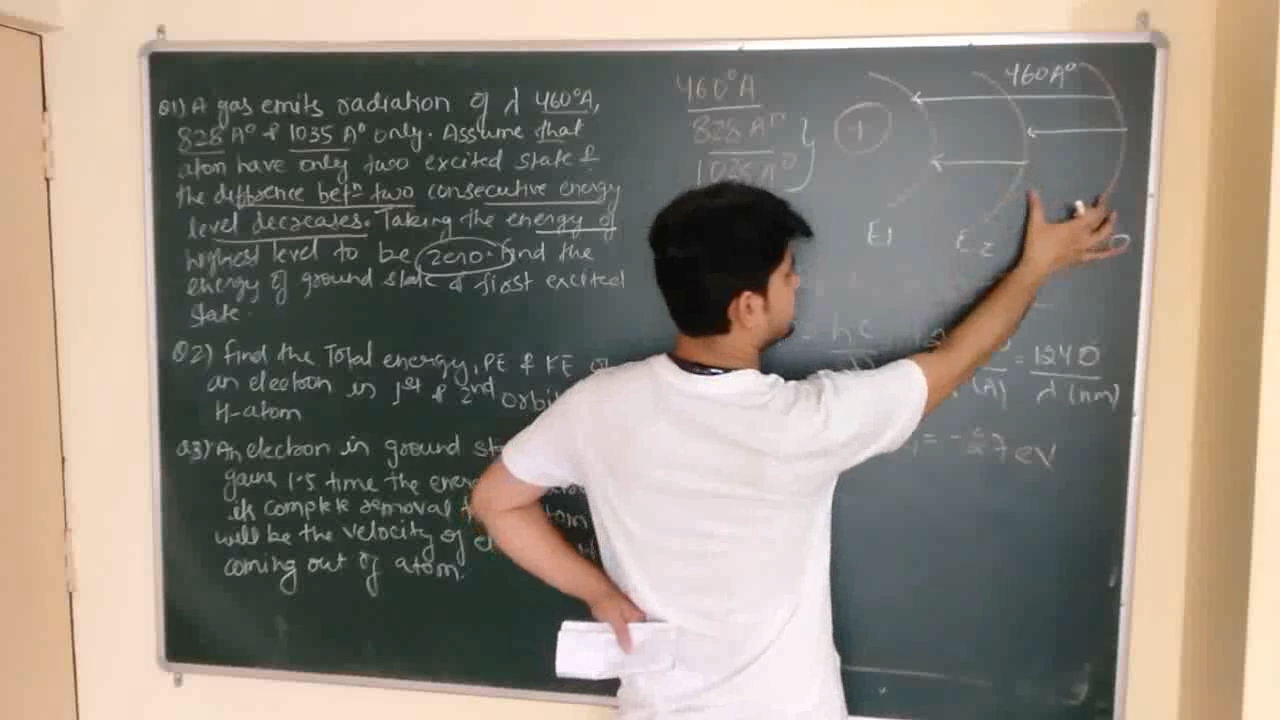 Q1) A gas emits radiation of λ 460°A,
828 A° & 1035 A° only. Assume that
atom have only two excited state &
the diffrence betn two consecutive energy
level decreases. Taking the energy of
highest level to be zero. find the
energy of ground state & first excited
state.
Q2) find the Total energy, PE & KE
an electron in 1st & 2nd orbit
H-atom
Q3) An electron in ground
gains 1.5 time the
its complete removal
will be the velocity of
coming out of atom.
460°A
828 A°
1035 A°
460A°
+
E1 E2
hc = 1240
λ (nm)
(A)
eV